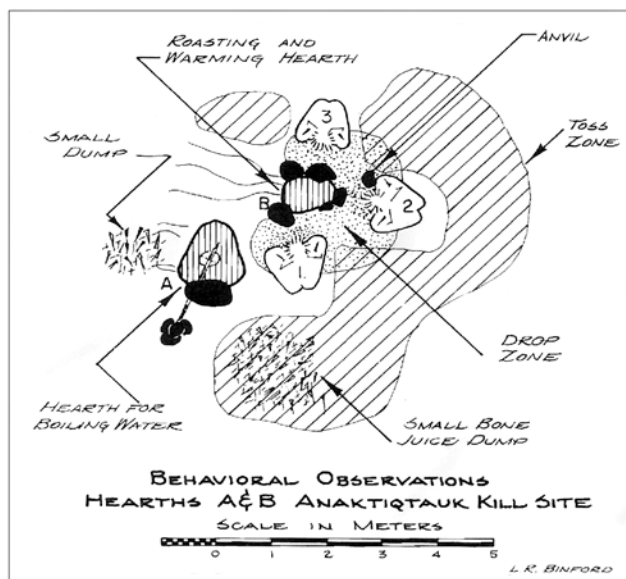 ROASTING AND
WARMING HEARTH
ANVIL
SMALL
DUMP
TOSS
ZONE
3
B
2
1
A
DROP
ZONE
HEARTH FOR
BOILING WATER
SMALL BONE
JUICE DUMP
BEHAVIORAL OBSERVATIONS
HEARTHS A&B ANAKTIQTAUK KILL SITE
SCALE IN METERS
0 1 2 3 4 5
L R. BINFORD